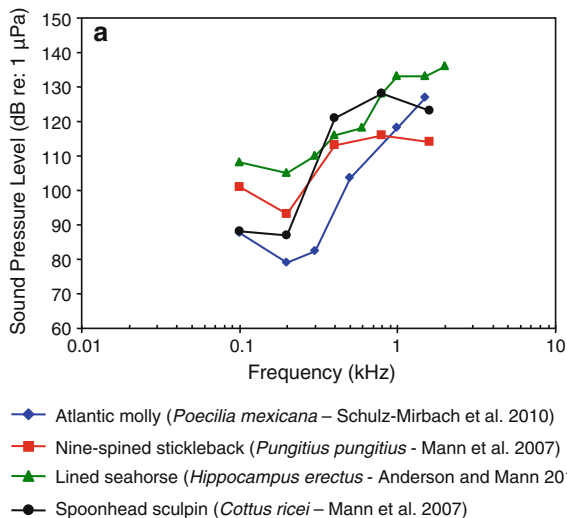 a
Sound Pressure Level (dB re: 1 µPa)
150
140
130
120
110
100
90
80
70
60
0.01 0.1 1 10
Frequency (kHz)
Atlantic molly (Poecilia mexicana – Schulz-Mirbach et al. 2010)
Nine-spined stickleback (Pungitius pungitius - Mann et al. 2007)
Lined seahorse (Hippocampus erectus - Anderson and Mann 201
Spoonhead sculpin (Cottus ricei – Mann et al. 2007)